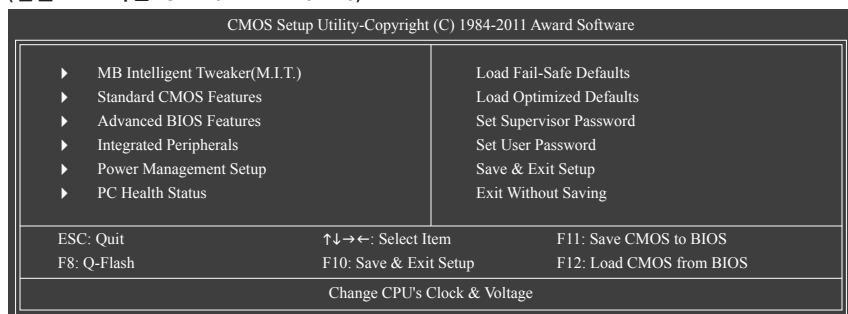 CMOS Setup Utility-Copyright (C) 1984-2011 Award Software
MB Intelligent Tweaker(M.I.T.)
Standard CMOS Features
Advanced BIOS Features
Integrated Peripherals
Power Management Setup
PC Health Status
Load Fail-Safe Defaults
Load Optimized Defaults
Set Supervisor Password
Set User Password
Save & Exit Setup
Exit Without Saving
ESC: Quit ↑↓→←: Select Item F11: Save CMOS to BIOS
F8: Q-Flash F10: Save & Exit Setup F12: Load CMOS from BIOS
Change CPU's Clock & Voltage